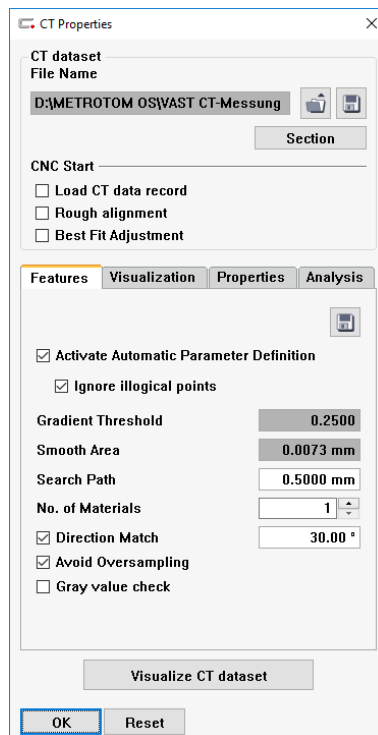 CT Properties
CT dataset
File Name
D:\METROTOM OS\VAST CT-Messung
Section
CNC Start
Load CT data record
Rough alignment
Best Fit Adjustment
Features Visualization Properties Analysis
Activate Automatic Parameter Definition
Ignore illogical points
Gradient Threshold 0.2500
Smooth Area 0.0073 mm
Search Path 0.5000 mm
No. of Materials 1
Direction Match 30.00 °
Avoid Oversampling
Gray value check
Visualize CT dataset
OK Reset